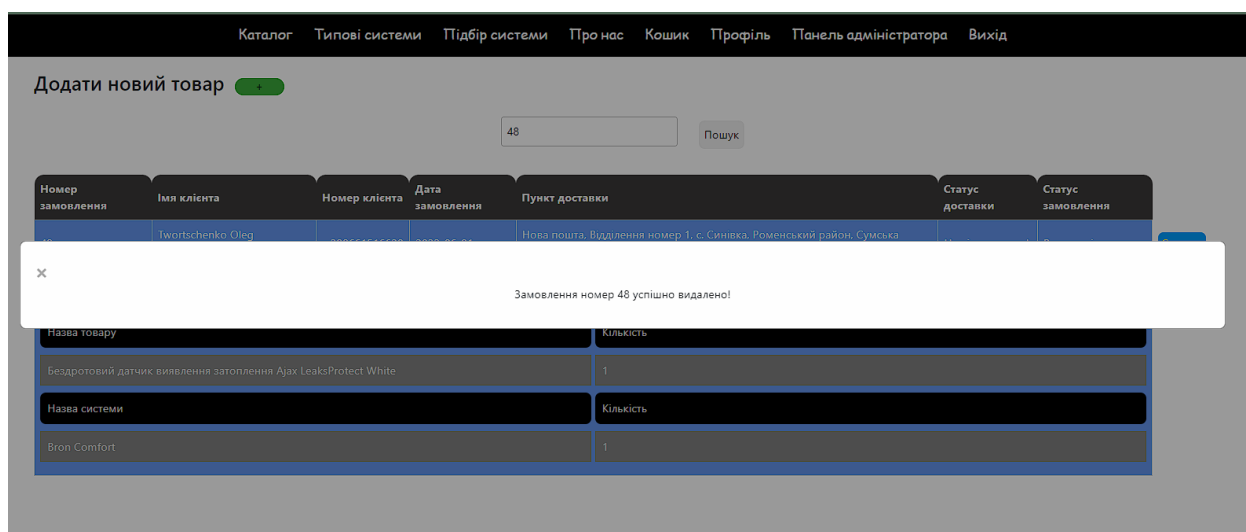 Каталог Типові системи Підбір системи Про нас Кошик Профіль Панель адміністратора Вихід
Додати новий товар +
48 Пошук
Номер замовлення Імя клієнта Номер клієнта Дата замовлення Пункт доставки Статус доставки Статус замовлення
Twortschenko Oleg Нова пошта, Відділення номер 1, с. Синівка, Роменський район, Сумська
×
Замовлення номер 48 успішно видалено!
Назва товару Кількість
Бездротовий датчик виявлення затоплення Ajax LeaksProtect White 1
Назва системи Кількість
Bron Comfort 1